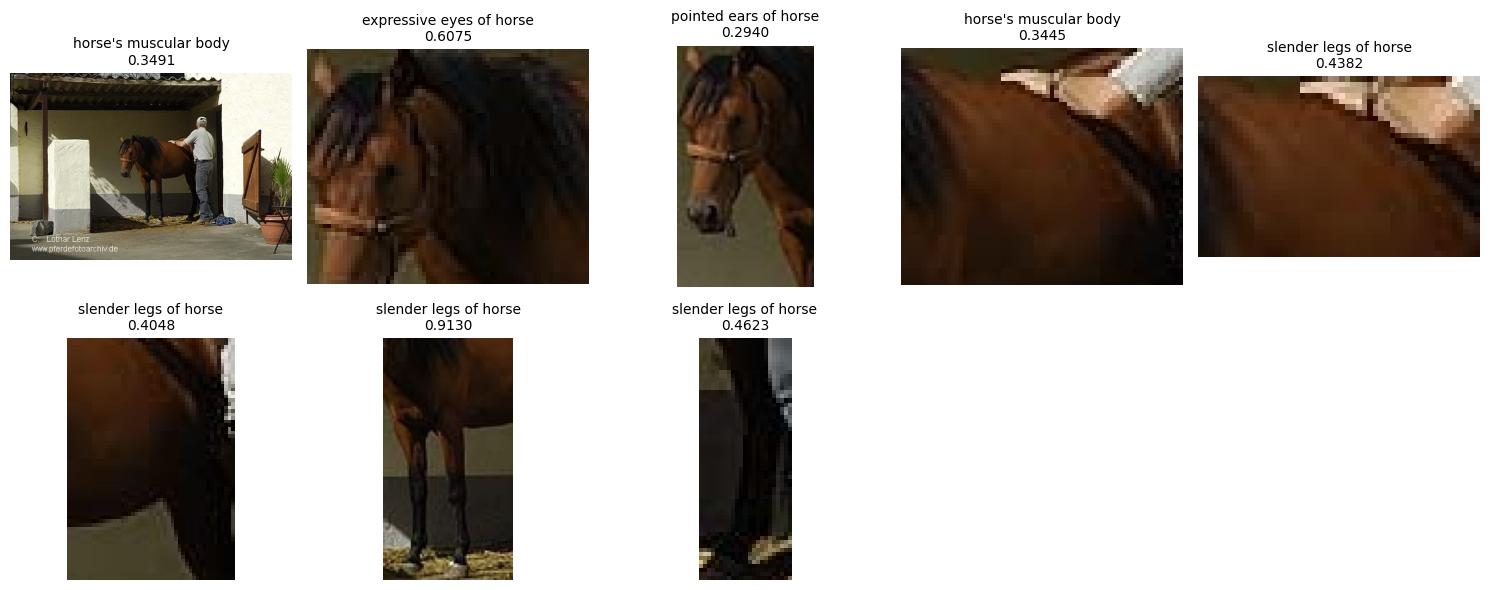 horse's muscular body
0.3491
expressive eyes of horse
0.6075
pointed ears of horse
0.2940
horse's muscular body
0.3445
slender legs of horse
0.4382
C. Lothar Lenz
www.pferdefotoarchiv.de
slender legs of horse
0.4048
slender legs of horse
0.9130
slender legs of horse
0.4623